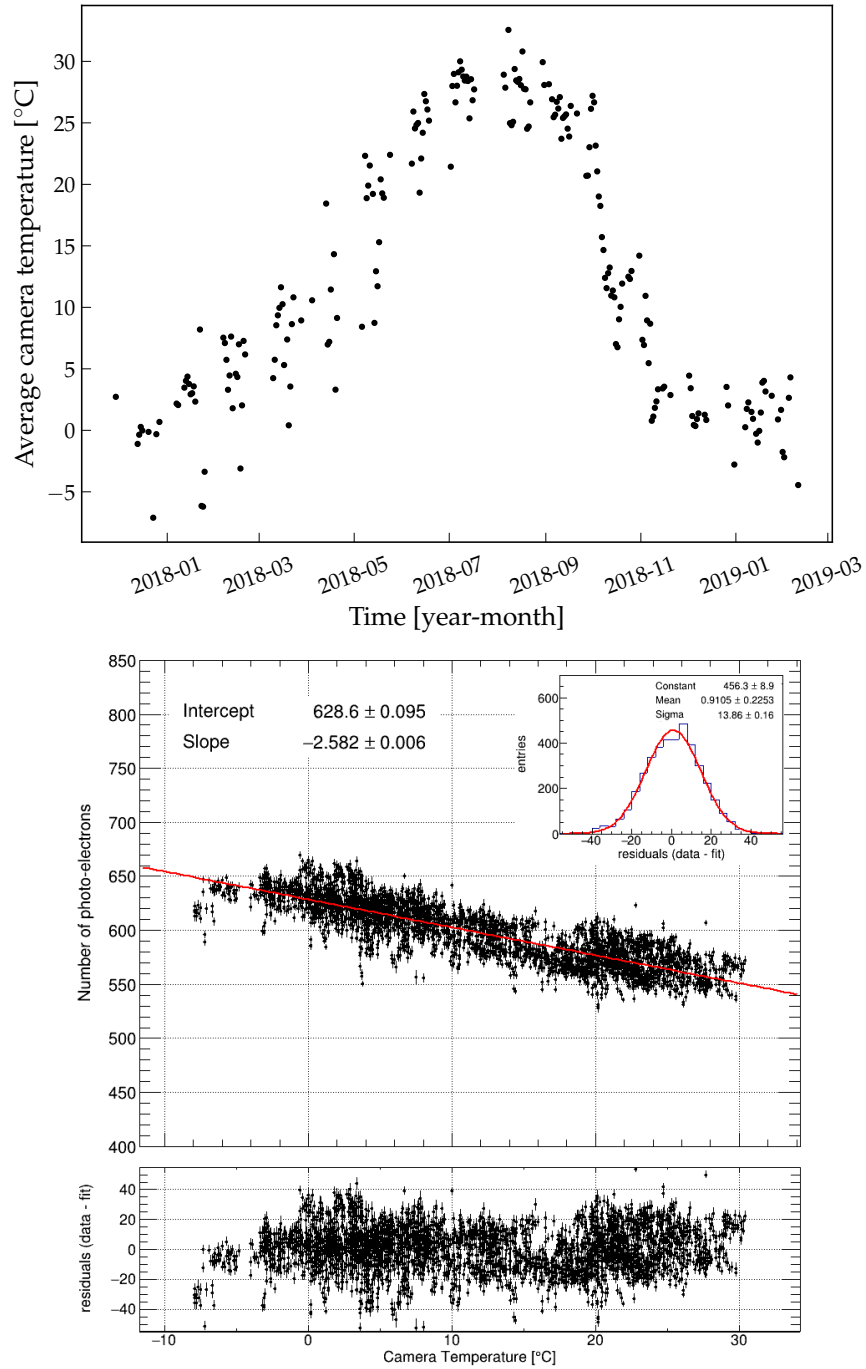 Average camera temperature [°C]
30
25
20
15
10
5
0
−5
2018-01 2018-03 2018-05 2018-07 2018-09 2018-11 2019-01 2019-03
Time [year-month]
Number of photo-electrons
850
800
750
700
650
600
550
500
450
400
Intercept 628.6 ± 0.095
Slope −2.582 ± 0.006
Constant 456.3 ± 8.9
Mean 0.9105 ± 0.2253
Sigma 13.86 ± 0.16
entries
600
400
200
0
−40 −20 0 20 40
residuals (data - fit)
residuals (data - fit)
40
20
0
−20
−40
−10 0 10 20 30
Camera Temperature [°C]